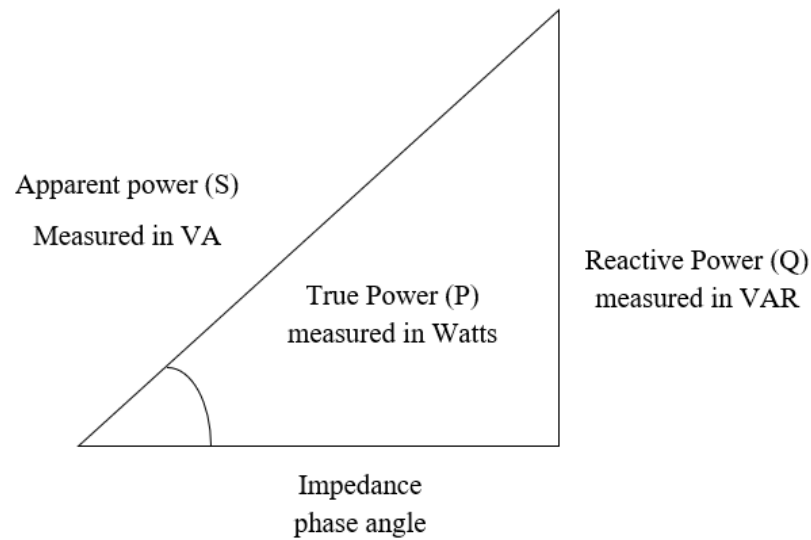 Apparent power (S)
Measured in VA
True Power (P)
measured in Watts
Reactive Power (Q)
measured in VAR
Impedance
phase angle